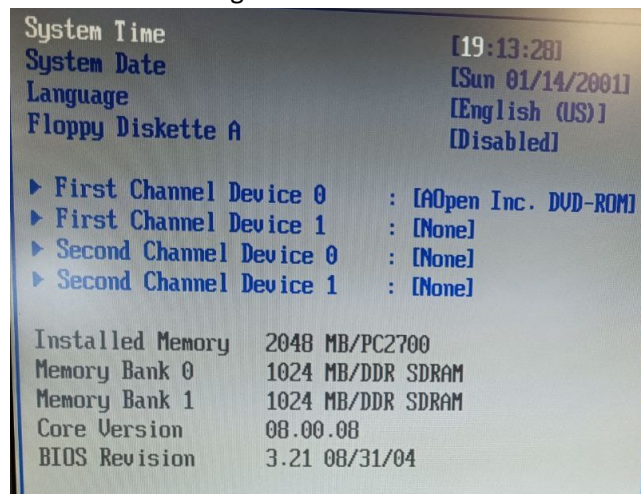 System Time [19:13:28]
System Date [Sun 01/14/2001]
Language [English (US)]
Floppy Diskette A [Disabled]
▶ First Channel Device 0 : [AOpen Inc. DVD-ROM]
▶ First Channel Device 1 : [None]
▶ Second Channel Device 0 : [None]
▶ Second Channel Device 1 : [None]
Installed Memory 2048 MB/PC2700
Memory Bank 0 1024 MB/DDR SDRAM
Memory Bank 1 1024 MB/DDR SDRAM
Core Version 08.00.08
BIOS Revision 3.21 08/31/04